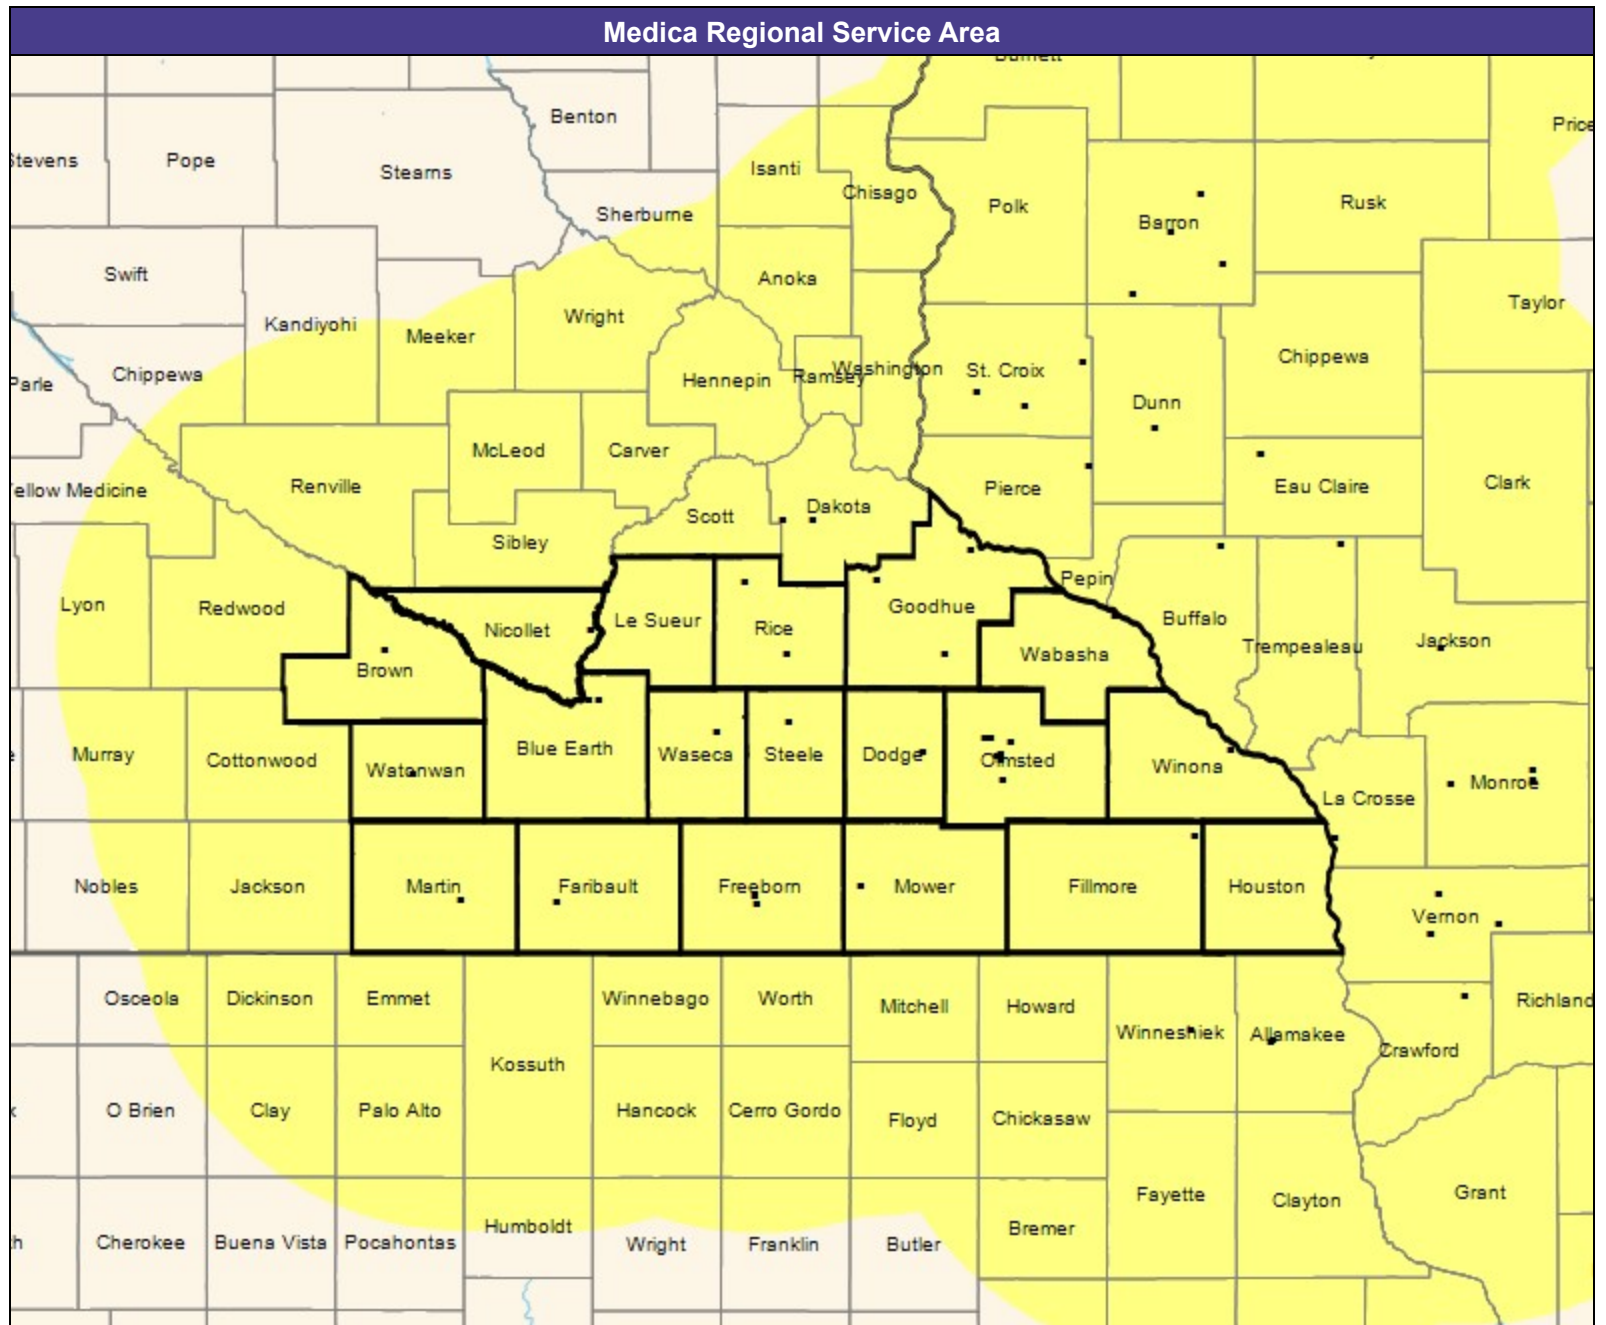 Medica Regional Service Area
Burnett
Benton
Price
Stevens
Pope
Stearns
Isanti
Chisago
Sherburne
Polk
Barron
Rusk
Swift
Anoka
Taylor
Kandiyohi
Meeker
Wright
Chippewa
Parle
Hennepin
Ramsey
Washington
St. Croix
Chippewa
Dunn
McLeod
Carver
Yellow Medicine
Renville
Scott
Dakota
Pierce
Eau Claire
Clark
Sibley
Pepin
Lyon
Redwood
Nicollet
Le Sueur
Rice
Goodhue
Buffalo
Brown
Wabasha
Trempealeau
Jackson
Murray
Cottonwood
Watonwan
Blue Earth
Waseca
Steele
Dodge
Olmsted
Winona
La Crosse
Monroe
Nobles
Jackson
Martin
Faribault
Freeborn
Mower
Fillmore
Houston
Vernon
Osceola
Dickinson
Emmet
Winnebago
Worth
Mitchell
Howard
Winneshiek
Allamakee
Crawford
Richland
Kossuth
O Brien
Clay
Palo Alto
Hancock
Cerro Gordo
Floyd
Chickasaw
Fayette
Clayton
Grant
Cherokee
Buena Vista
Pocahontas
Humboldt
Wright
Franklin
Butler
Bremer